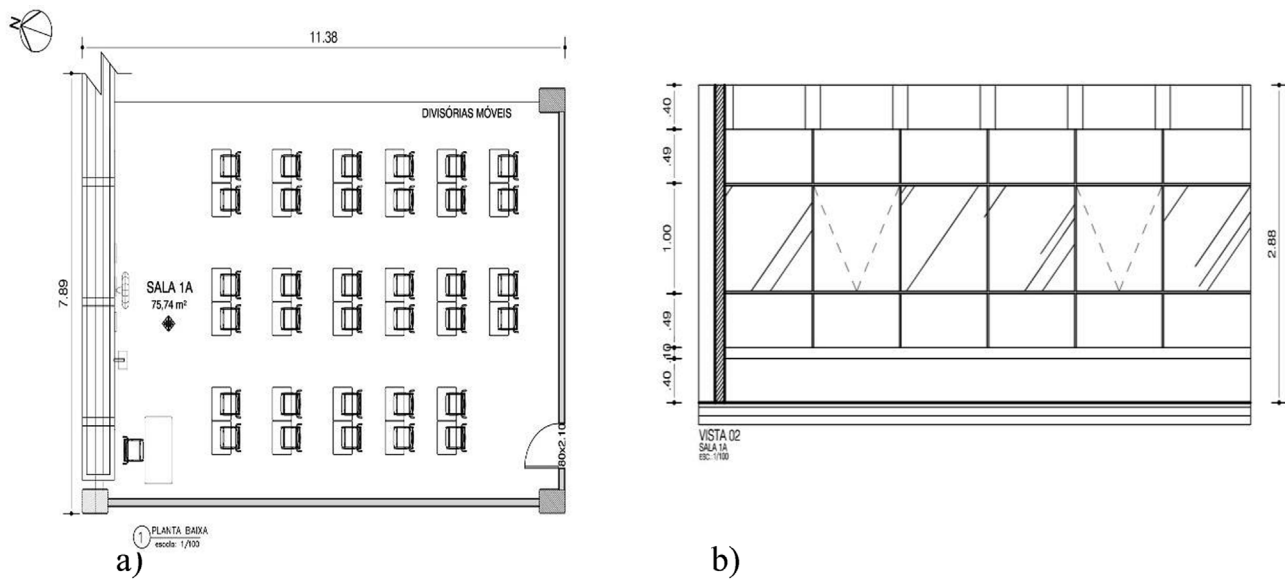 N
11.38
7.89
DIVISÓRIAS MÓVEIS
SALA 1A
75,74 m²
80x2.10
1
PLANTA BAIXA
escala: 1/100
a)
.40
.49
1.00
.49
.10
.40
2.88
VISTA 02
SALA 1A
ESC.: 1/100
b)